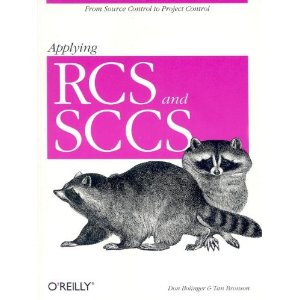 From Source Control to Project Control
Applying
RCS and
SCCS
O'REILLY®
Don Bolinger & Tan Bronson